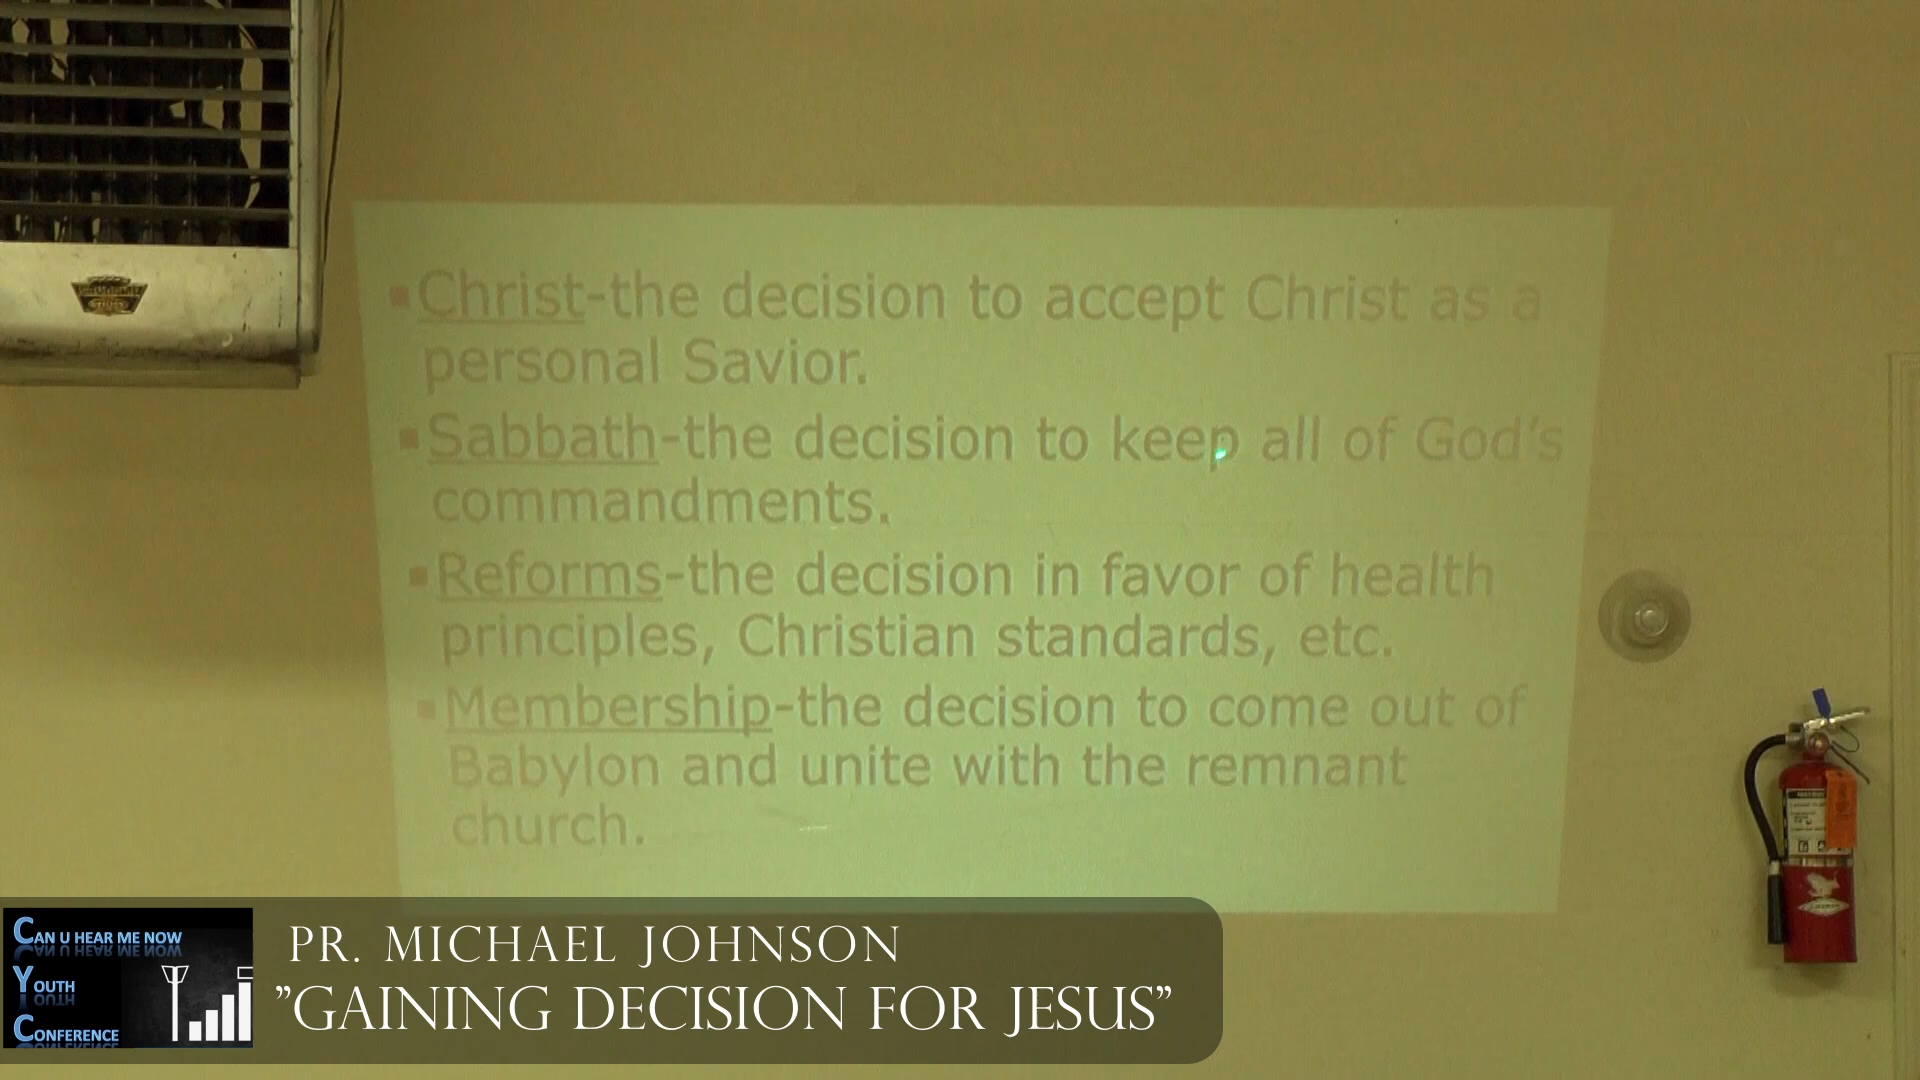 ▪Christ-the decision to accept Christ as a
personal Savior.
▪Sabbath-the decision to keep all of God's
commandments.
▪Reforms-the decision in favor of health
principles, Christian standards, etc.
▪Membership-the decision to come out of
Babylon and unite with the remnant
church.
CAN U HEAR ME NOW
YOUTH
CONFERENCE
PR. MICHAEL JOHNSON
"GAINING DECISION FOR JESUS"